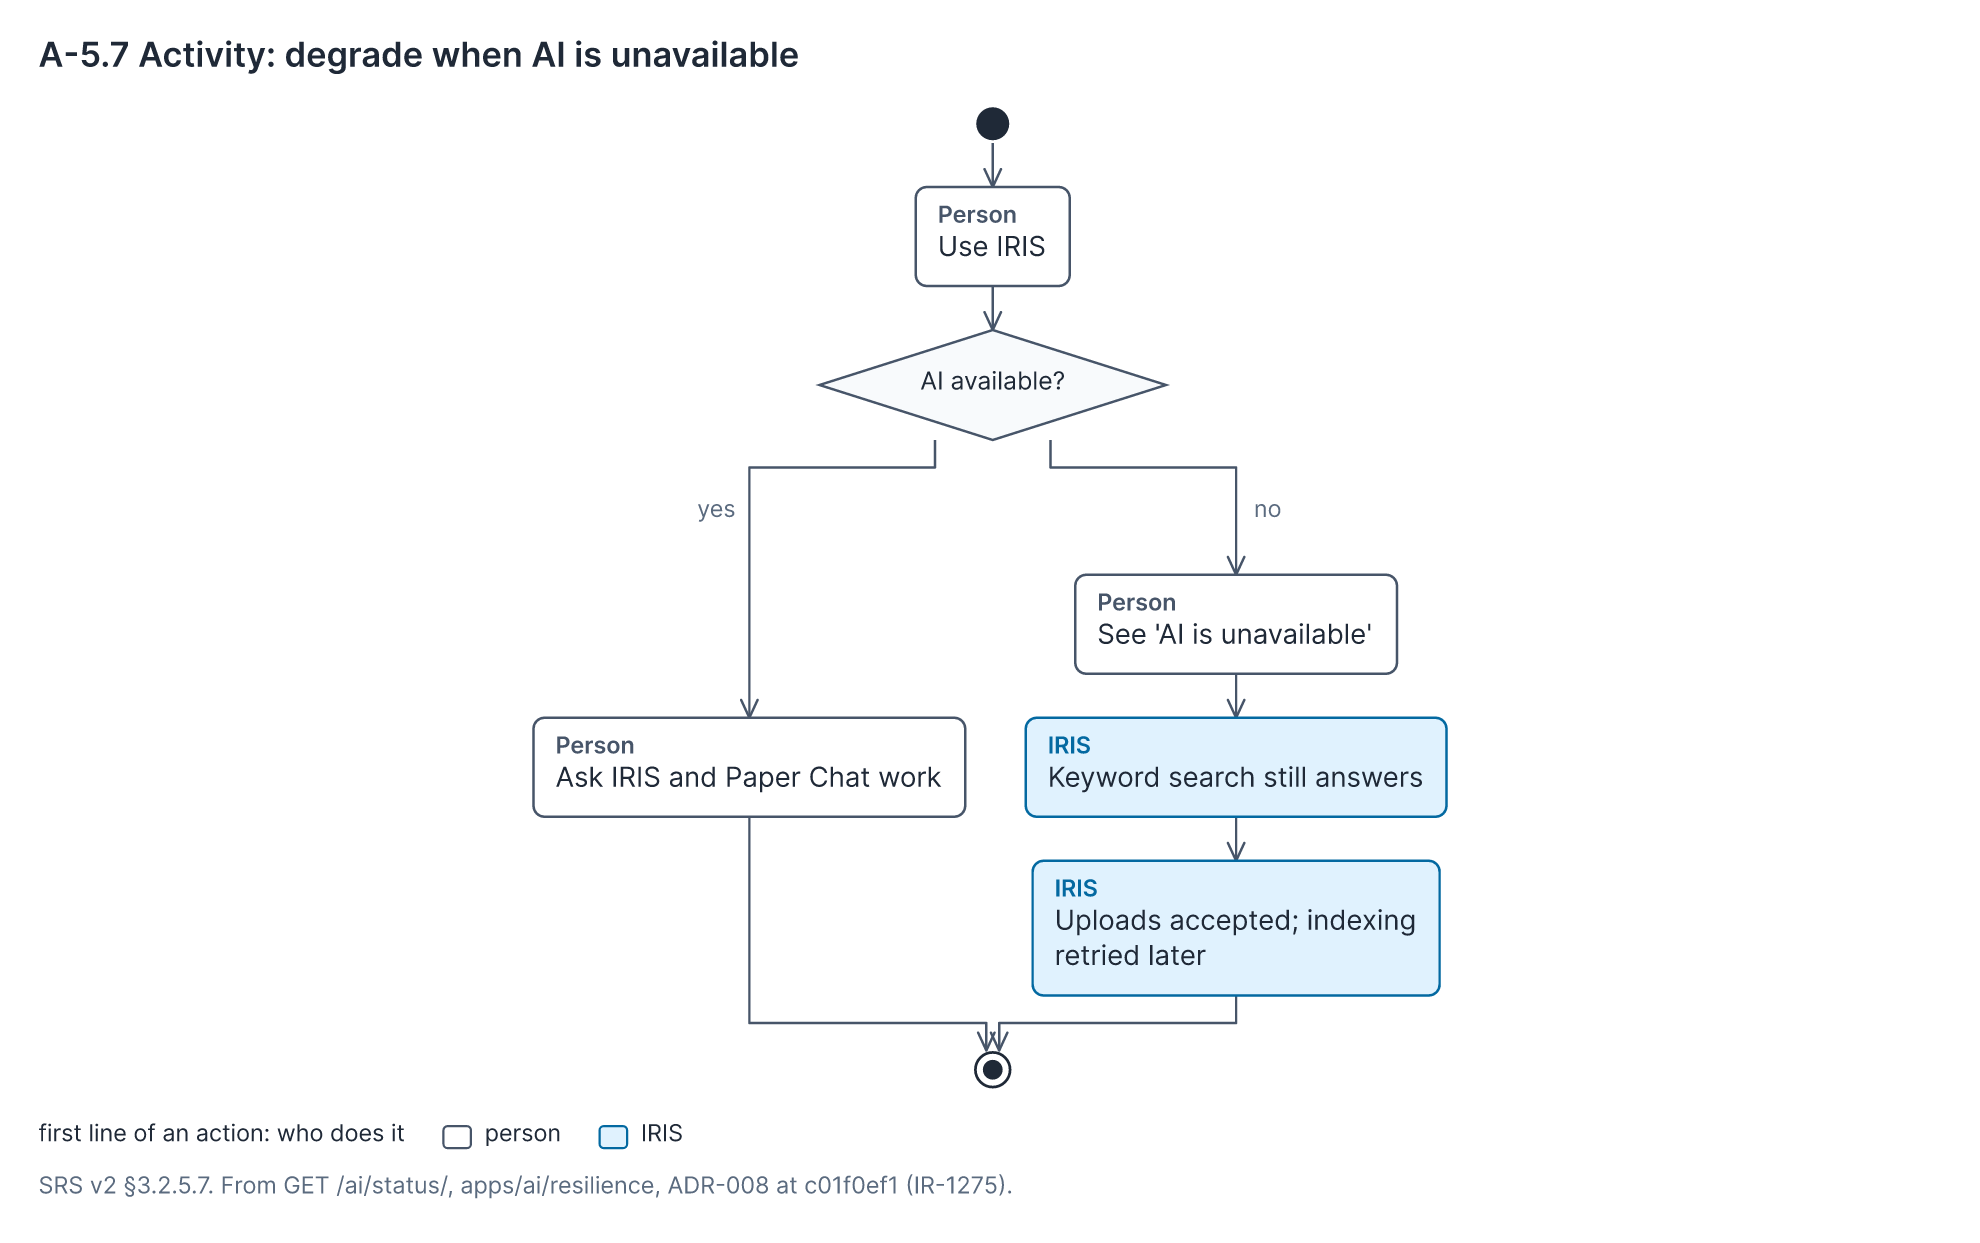 A-5.7 Activity: degrade when AI is unavailable
Person
Use IRIS
AI available?
yes
no
Person
See 'AI is unavailable'
Person
Ask IRIS and Paper Chat work
IRIS
Keyword search still answers
IRIS
Uploads accepted; indexing
retried later
first line of an action: who does it
person
IRIS
SRS v2 §3.2.5.7. From GET /ai/status/, apps/ai/resilience, ADR-008 at c01f0ef1 (IR-1275).